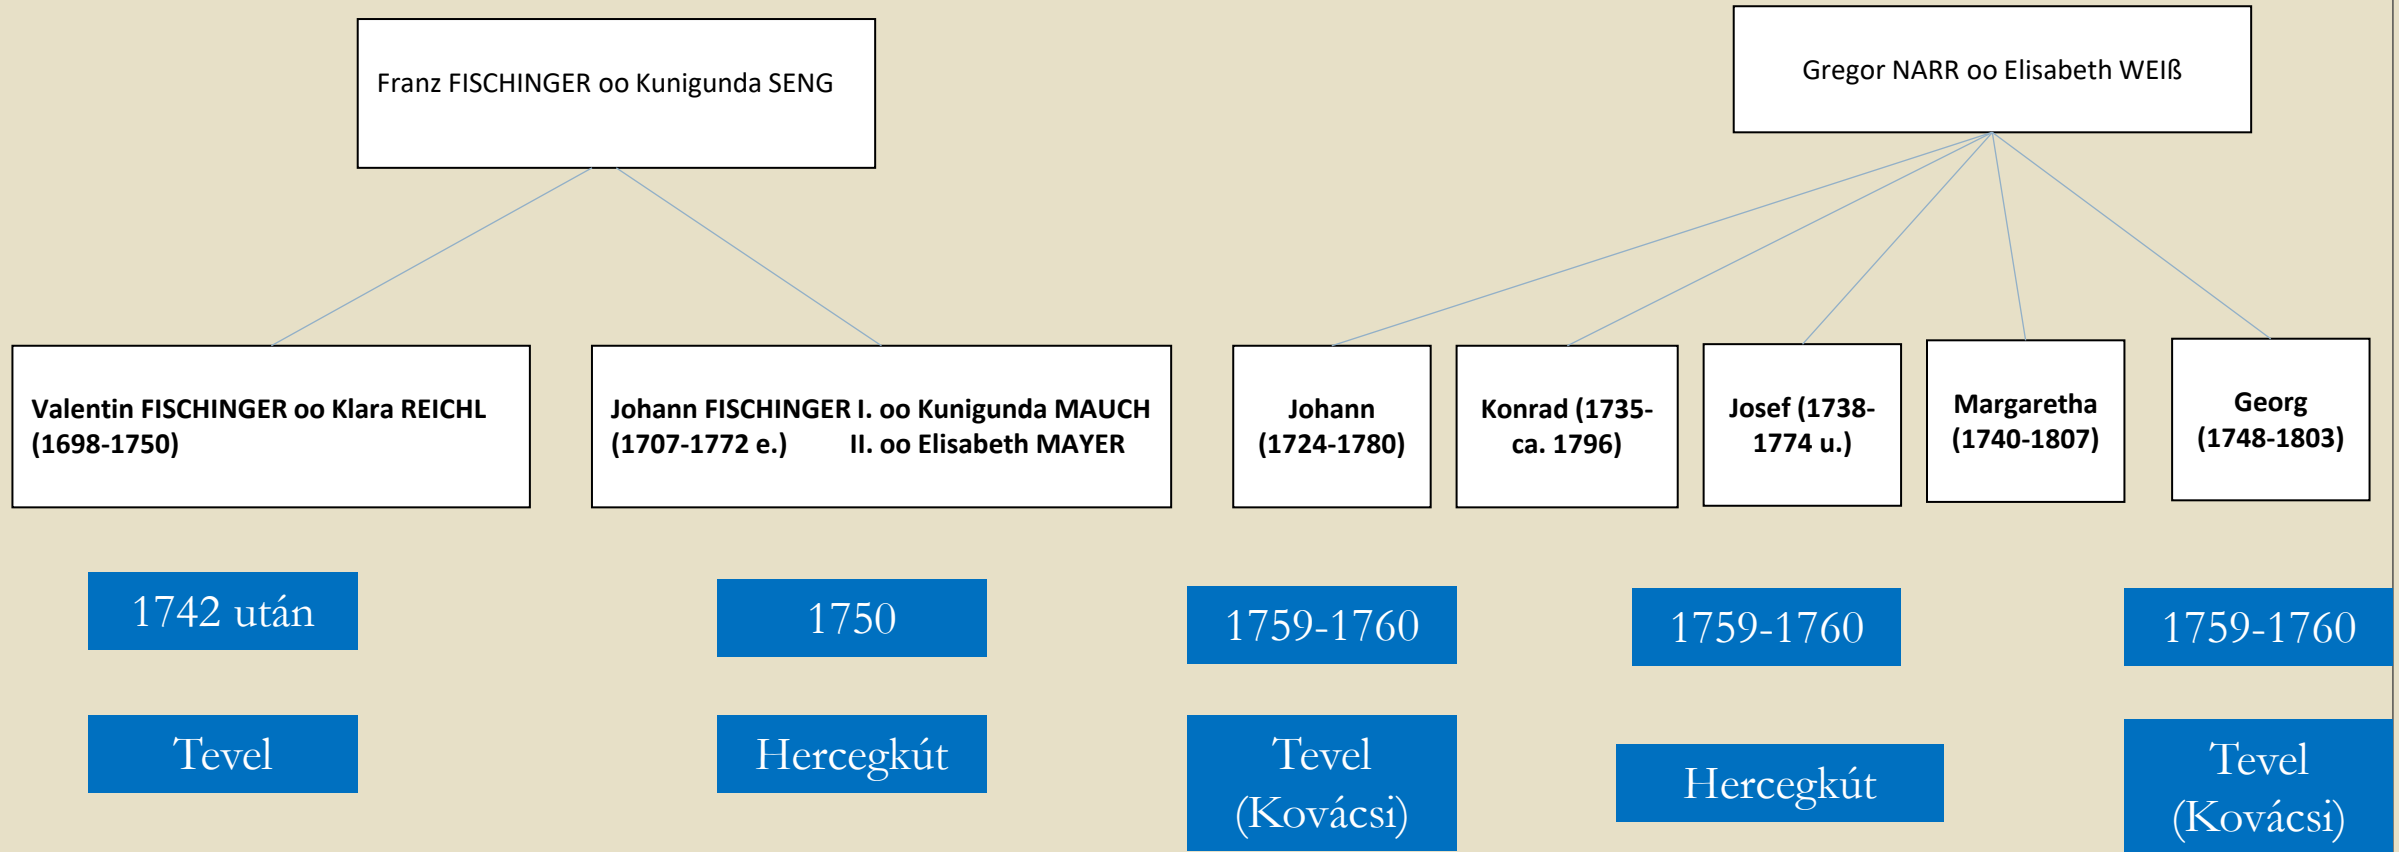 Franz FISCHINGER oo Kunigunda SENG
Gregor NARR oo Elisabeth WEIß
Valentin FISCHINGER oo Klara REICHL
(1698-1750)
Johann FISCHINGER I. oo Kunigunda MAUCH
(1707-1772 e.) II. oo Elisabeth MAYER
Johann
(1724-1780)
Konrad (1735-
ca. 1796)
Josef (1738-
1774 u.)
Margaretha
(1740-1807)
Georg
(1748-1803)
1742 után
1750
1759-1760
1759-1760
1759-1760
Tevel
Hercegkút
Tevel
(Kovácsi)
Hercegkút
Tevel
(Kovácsi)